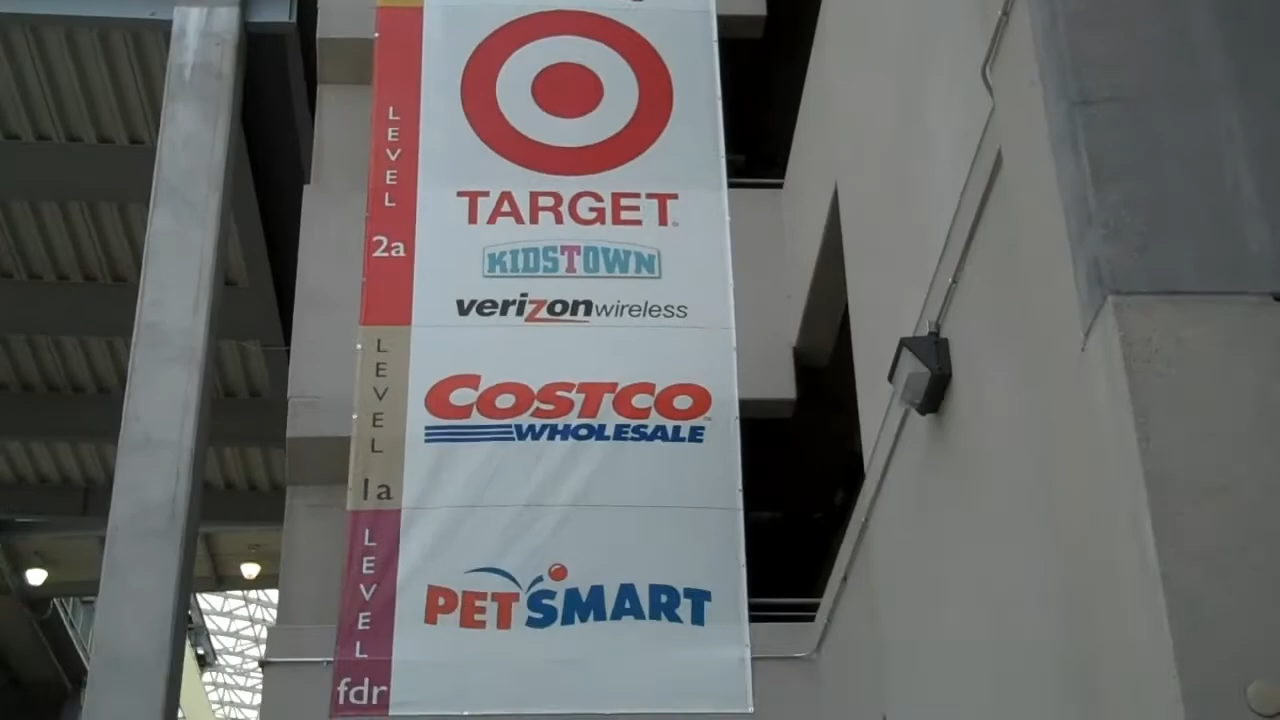 LEVEL
2a
TARGET
KIDSTOWN
verizonwireless
LEVEL
1a
COSTCO
WHOLESALE
LEVEL
fdr
PETSMART